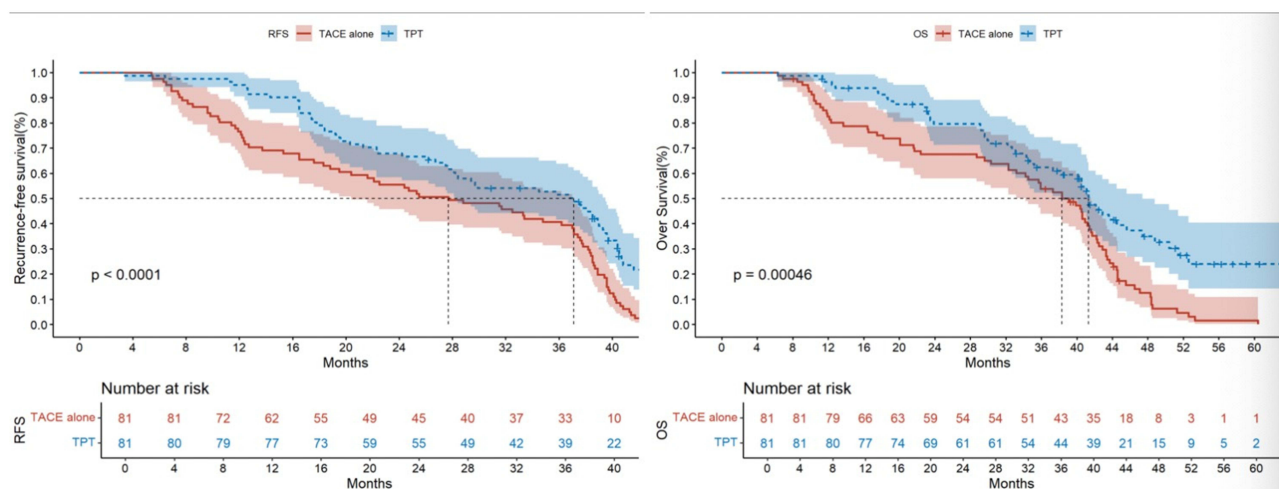 RFS TACE alone TPT
Recurrence-free survival(%)
1.0
0.9
0.8
0.7
0.6
0.5
0.4
0.3
0.2
0.1
0.0
p < 0.0001
0 4 8 12 16 20 24 28 32 36 40
Months
Number at risk
RFS
TACE alone 81 81 72 62 55 49 45 40 37 33 10
TPT 81 80 79 77 73 59 55 49 42 39 22
0 4 8 12 16 20 24 28 32 36 40
Months
OS TACE alone TPT
Over Survival(%)
1.0
0.9
0.8
0.7
0.6
0.5
0.4
0.3
0.2
0.1
0.0
p = 0.00046
0 4 8 12 16 20 24 28 32 36 40 44 48 52 56 60
Months
Number at risk
OS
TACE alone 81 81 79 66 63 59 54 54 51 43 35 18 8 3 1 1
TPT 81 81 80 77 74 69 61 61 54 44 39 21 15 9 5 2
0 4 8 12 16 20 24 28 32 36 40 44 48 52 56 60
Months